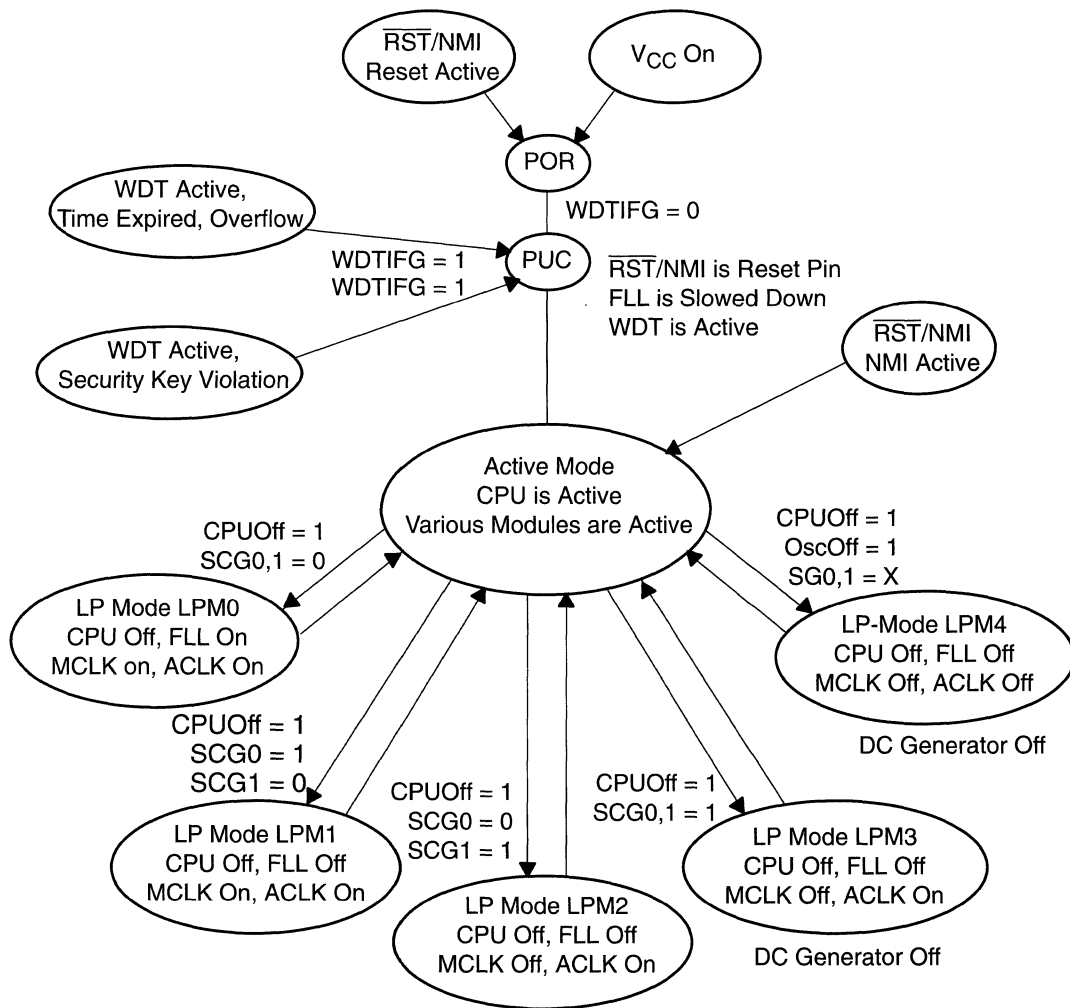 R̅S̅T̅/NMI
Reset Active
VCC On
POR
WDTIFG = 0
WDT Active,
Time Expired, Overflow
PUC
WDTIFG = 1
WDTIFG = 1
R̅S̅T̅/NMI is Reset Pin
FLL is Slowed Down
WDT is Active
WDT Active,
Security Key Violation
R̅S̅T̅/NMI
NMI Active
Active Mode
CPU is Active
Various Modules are Active
CPUOff = 1
SCG0,1 = 0
CPUOff = 1
OscOff = 1
SG0,1 = X
LP Mode LPM0
CPU Off, FLL On
MCLK on, ACLK On
LP-Mode LPM4
CPU Off, FLL Off
MCLK Off, ACLK Off
DC Generator Off
CPUOff = 1
SCG0 = 1
SCG1 = 0
CPUOff = 1
SCG0 = 0
SCG1 = 1
CPUOff = 1
SCG0,1 = 1
LP Mode LPM1
CPU Off, FLL Off
MCLK On, ACLK On
LP Mode LPM2
CPU Off, FLL Off
MCLK Off, ACLK On
LP Mode LPM3
CPU Off, FLL Off
MCLK Off, ACLK On
DC Generator Off